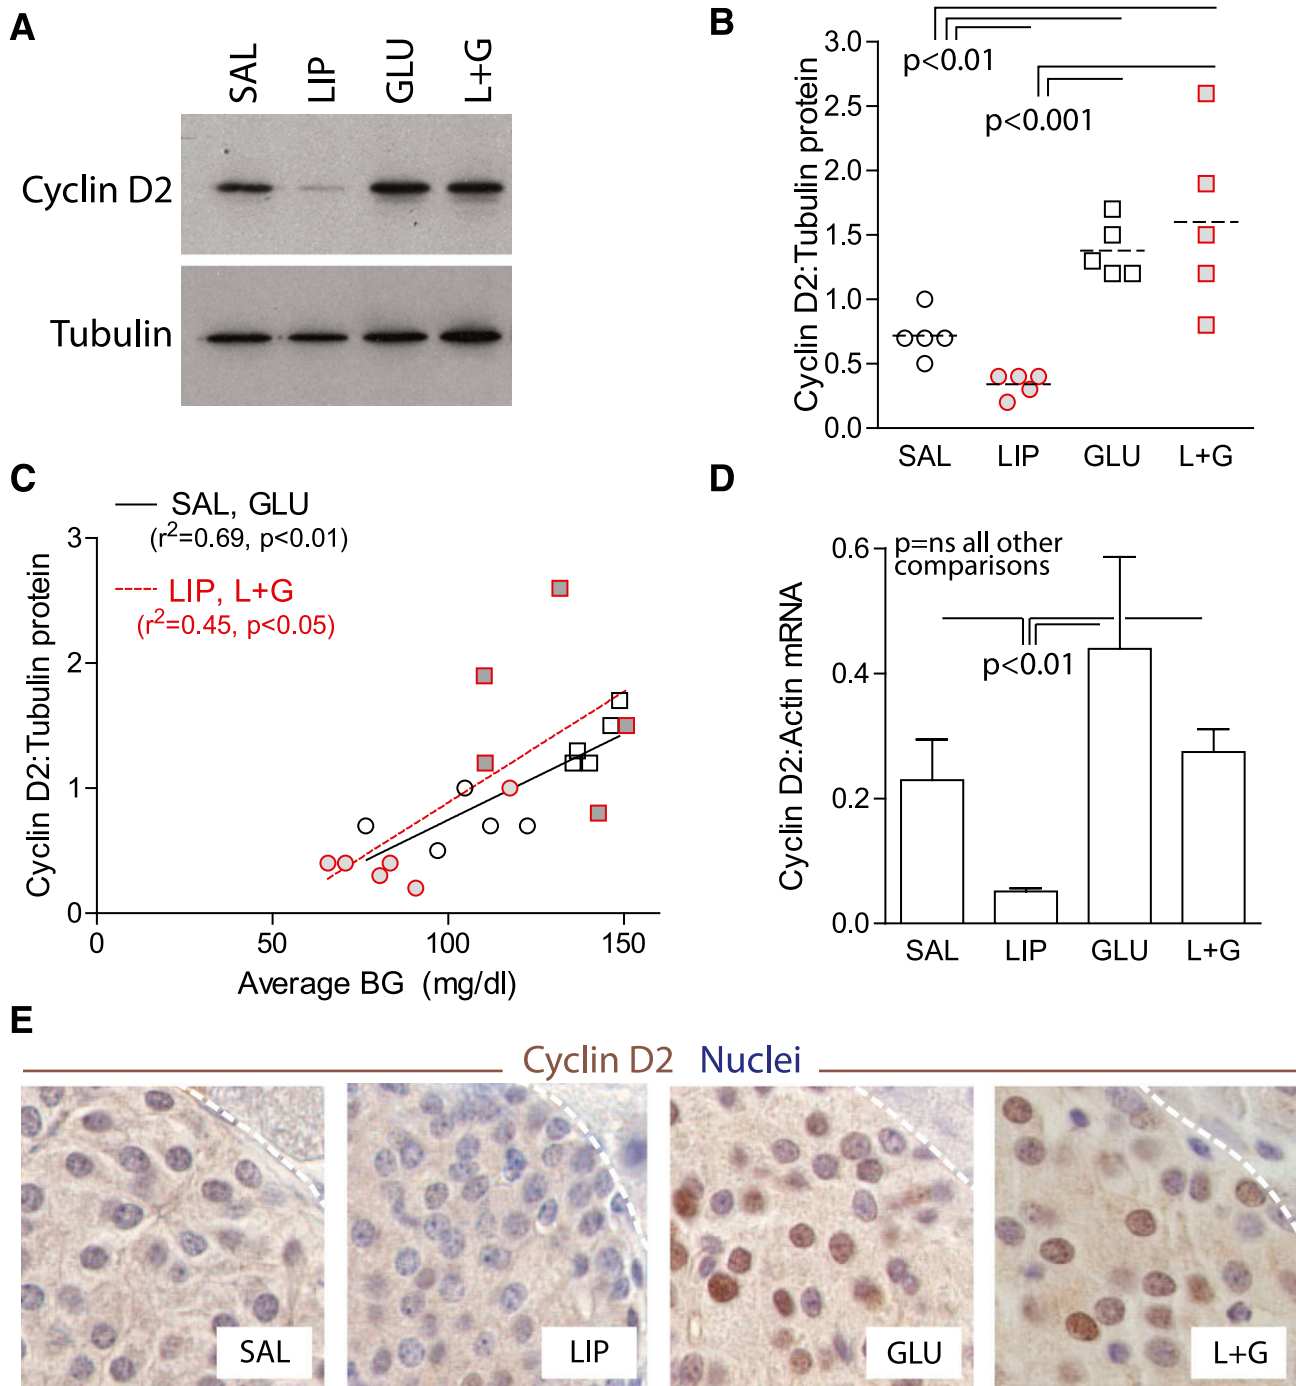 A
SAL
LIP
GLU
L+G
Cyclin D2
Tubulin
B
p<0.01
p<0.001
Cyclin D2:Tubulin protein
3.0
2.5
2.0
1.5
1.0
0.5
0.0
SAL
LIP
GLU
L+G
C
SAL, GLU
(r²=0.69, p<0.01)
LIP, L+G
(r²=0.45, p<0.05)
Cyclin D2:Tubulin protein
3
2
1
0
0
50
100
150
Average BG (mg/dl)
D
p=ns all other
comparisons
p<0.01
Cyclin D2:Actin mRNA
0.6
0.4
0.2
0.0
SAL
LIP
GLU
L+G
E
Cyclin D2 Nuclei
SAL
LIP
GLU
L+G